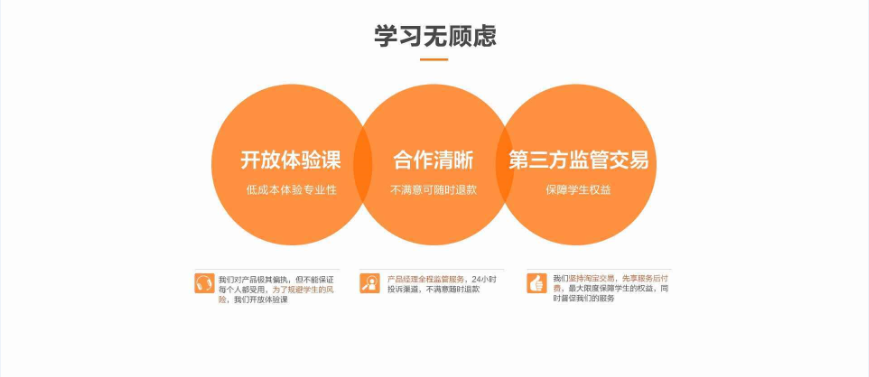 学习无顾虑
开放体验课
合作清晰
第三方监管交易
低成本体验专业性
不满意可随时退款
保障学生权益
我们对产品极其偏执，但不能保证
每个人都受用，为了规避学生的风
险，我们开放体验课
产品经理全程监管服务，24小时
投诉渠道，不满意随时退款
我们坚持淘宝交易，先享服务后付
费，最大限度保障学生的权益，同
时督促我们的服务